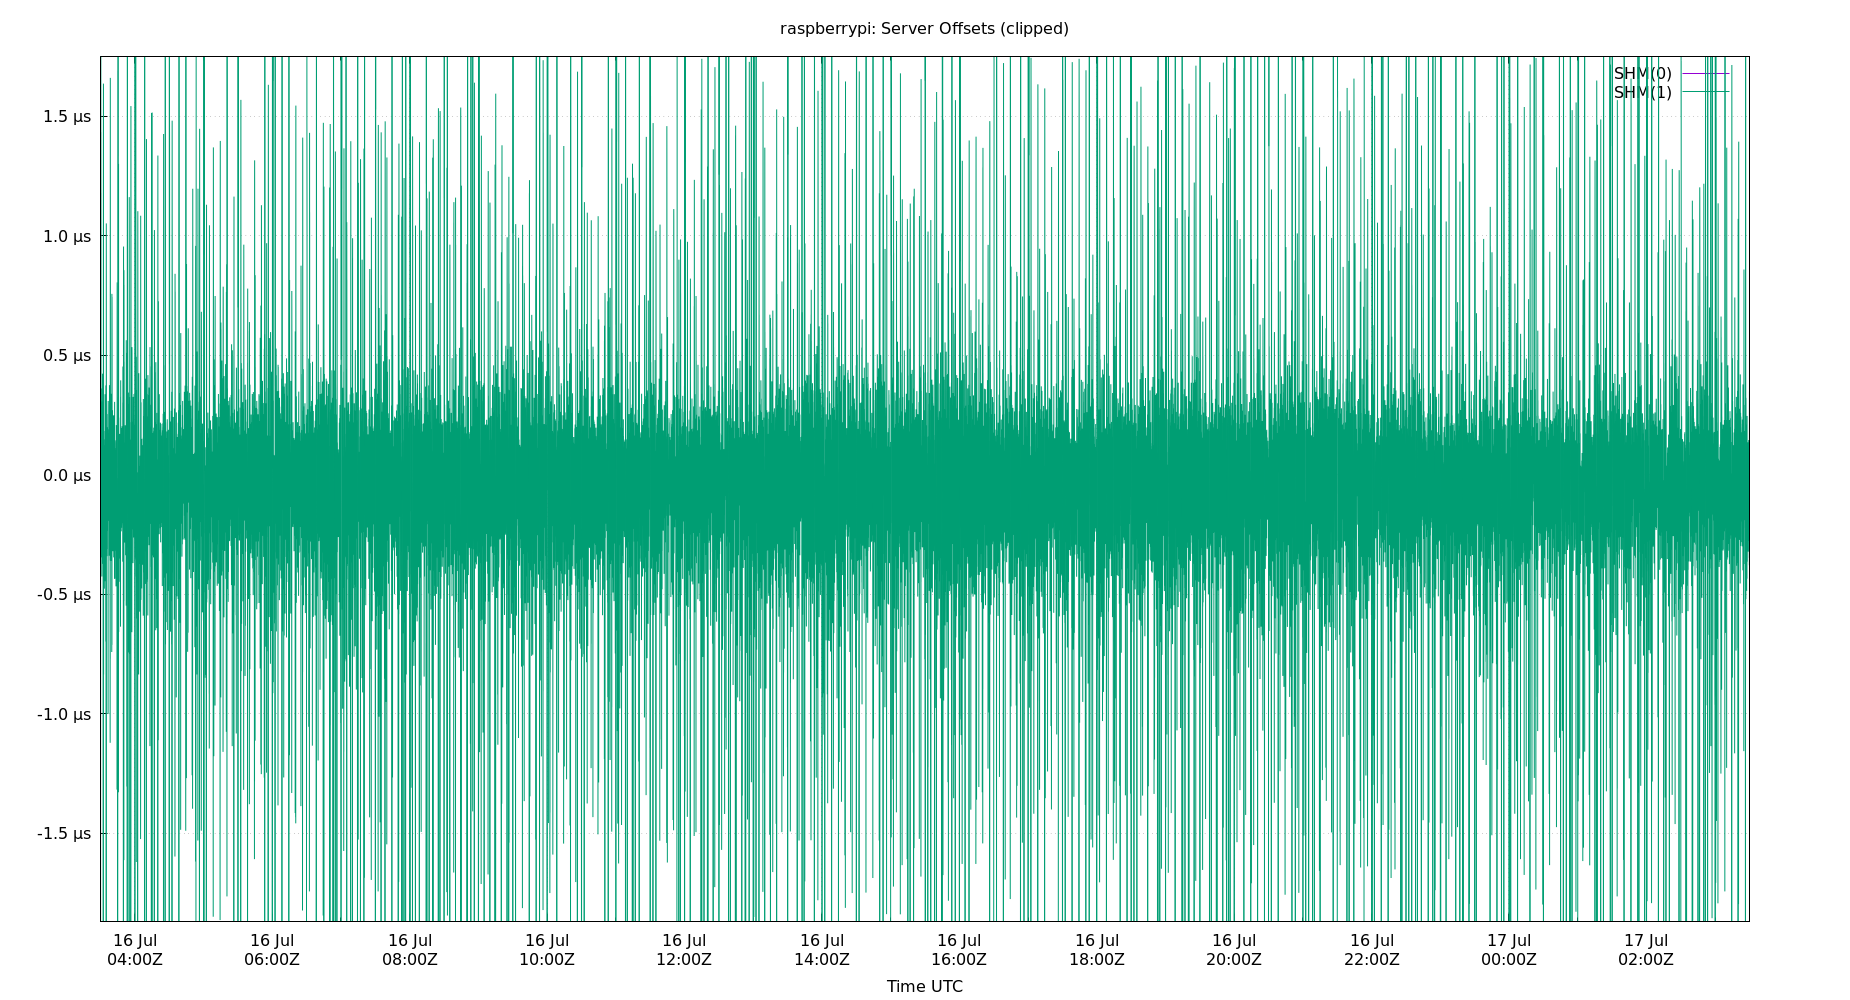 raspberrypi: Server Offsets (clipped)
SHM(0)
SHM(1)
1.5 µs
1.0 µs
0.5 µs
0.0 µs
-0.5 µs
-1.0 µs
-1.5 µs
16 Jul 16 Jul 16 Jul 16 Jul 16 Jul 16 Jul 16 Jul 16 Jul 16 Jul 16 Jul 17 Jul 17 Jul
04:00Z 06:00Z 08:00Z 10:00Z 12:00Z 14:00Z 16:00Z 18:00Z 20:00Z 22:00Z 00:00Z 02:00Z
Time UTC